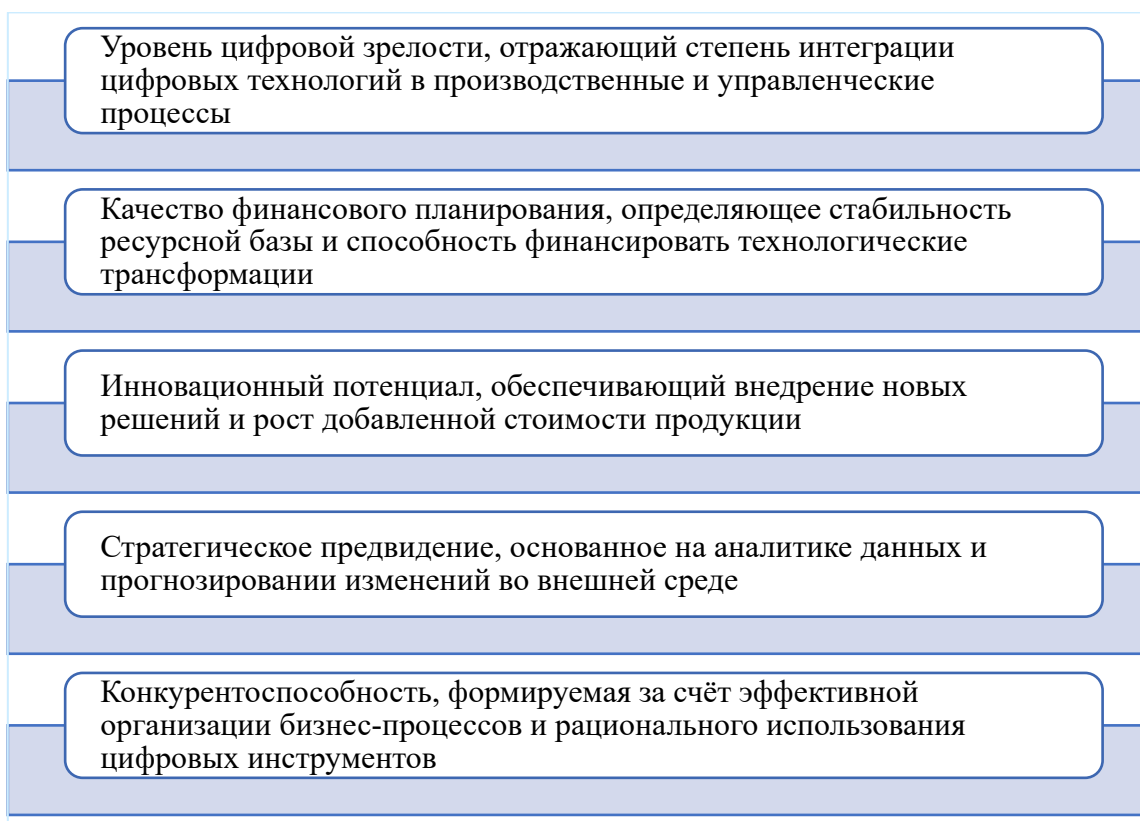 Уровень цифровой зрелости, отражающий степень интеграции
цифровых технологий в производственные и управленческие
процессы
Качество финансового планирования, определяющее стабильность
ресурсной базы и способность финансировать технологические
трансформации
Инновационный потенциал, обеспечивающий внедрение новых
решений и рост добавленной стоимости продукции
Стратегическое предвидение, основанное на аналитике данных и
прогнозировании изменений во внешней среде
Конкурентоспособность, формируемая за счёт эффективной
организации бизнес-процессов и рационального использования
цифровых инструментов